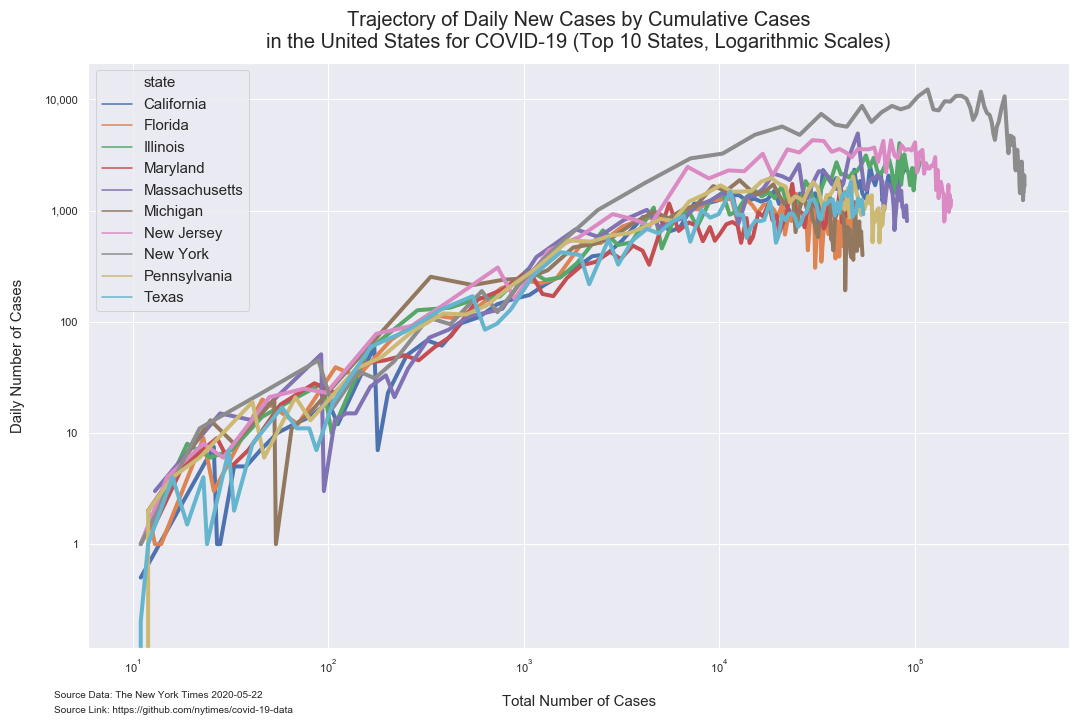 Trajectory of Daily New Cases by Cumulative Cases
in the United States for COVID-19 (Top 10 States, Logarithmic Scales)
state
California
Florida
Illinois
Maryland
Massachusetts
Michigan
New Jersey
New York
Pennsylvania
Texas
Daily Number of Cases
10,000
1,000
100
10
1
10¹
10²
10³
10⁴
10⁵
Total Number of Cases
Source Data: The New York Times 2020-05-22
Source Link: https://github.com/nytimes/covid-19-data